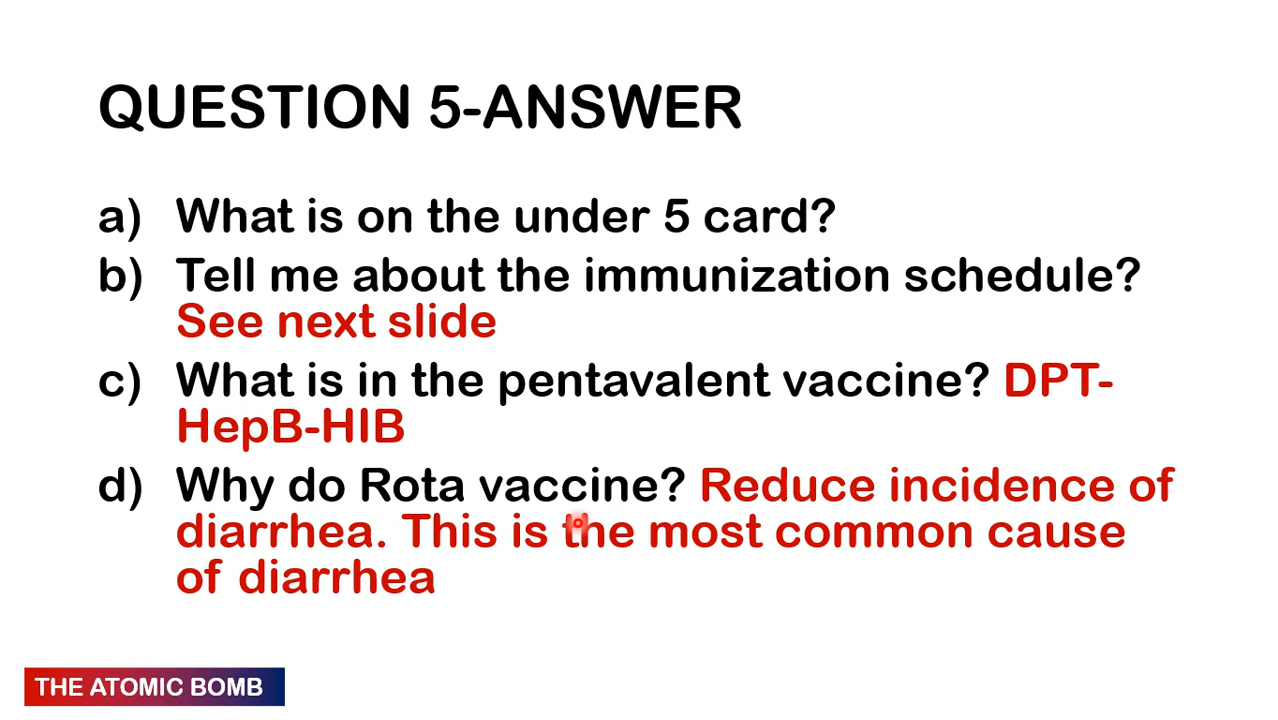 QUESTION 5-ANSWER
a) What is on the under 5 card?
b) Tell me about the immunization schedule?
See next slide
c) What is in the pentavalent vaccine? DPT-
HepB-HIB
d) Why do Rota vaccine? Reduce incidence of
diarrhea. This is the most common cause
of diarrhea
THE ATOMIC BOMB